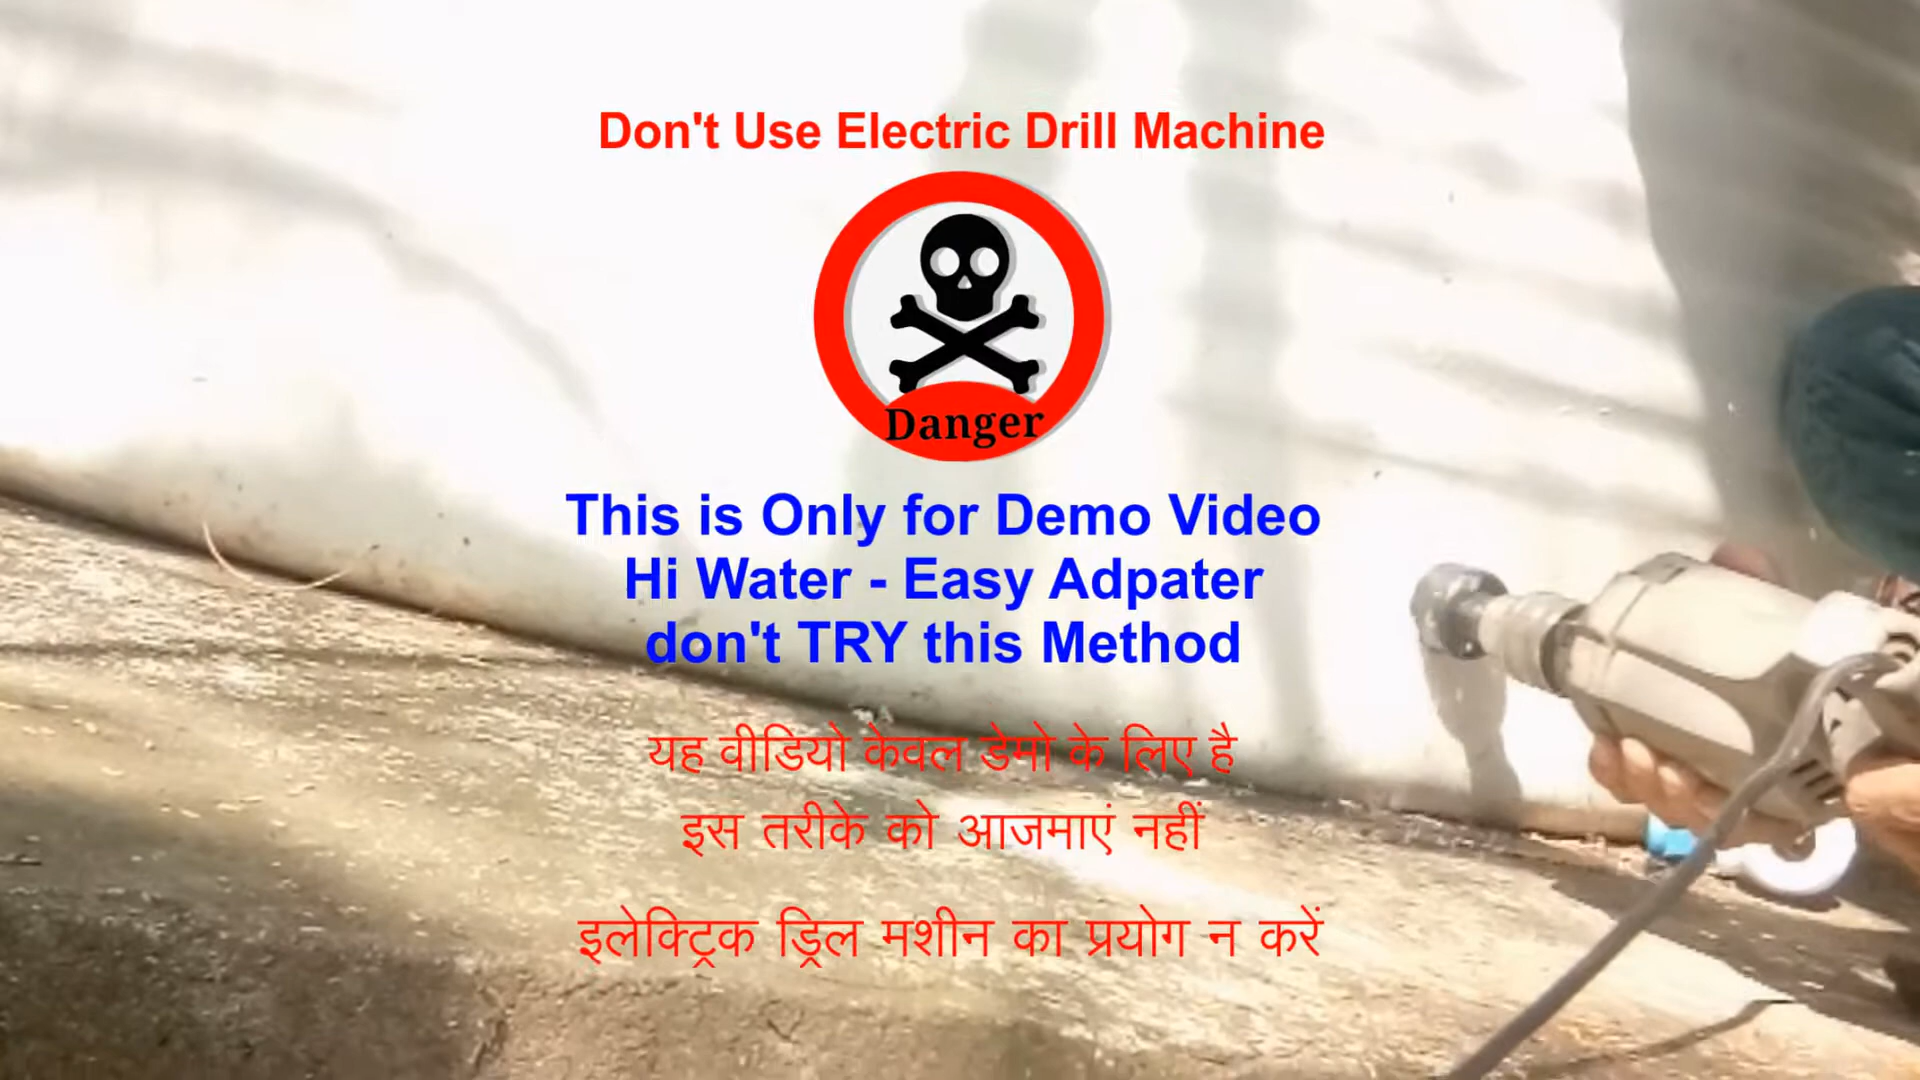 Don't Use Electric Drill Machine
Danger
This is Only for Demo Video
Hi Water - Easy Adpater
don't TRY this Method
यह वीडियो केवल डेमो के लिए है
इस तरीके को आजमाएं नहीं
इलेक्ट्रिक ड्रिल मशीन का प्रयोग न करें